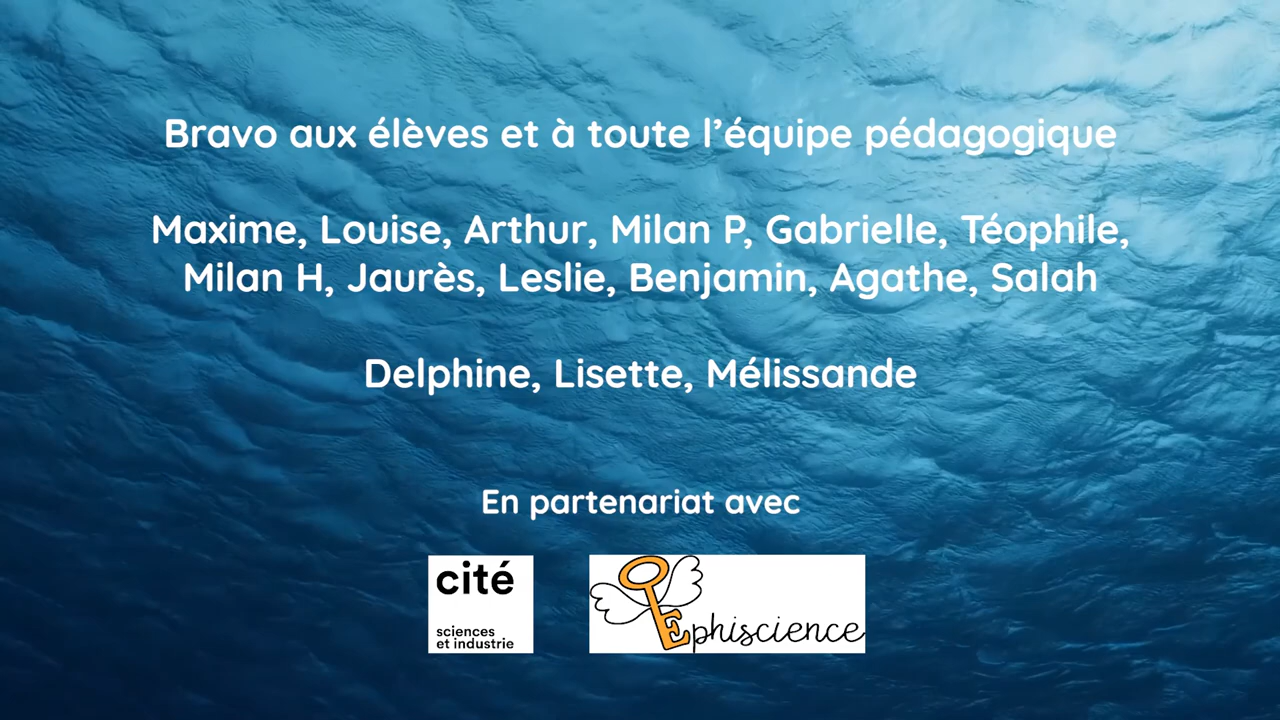 Bravo aux élèves et à toute l’équipe pédagogique
Maxime, Louise, Arthur, Milan P, Gabrielle, Téophile,
Milan H, Jaurès, Leslie, Benjamin, Agathe, Salah
Delphine, Lisette, Mélissande
En partenariat avec
cité
sciences
et industrie
Ephiscience